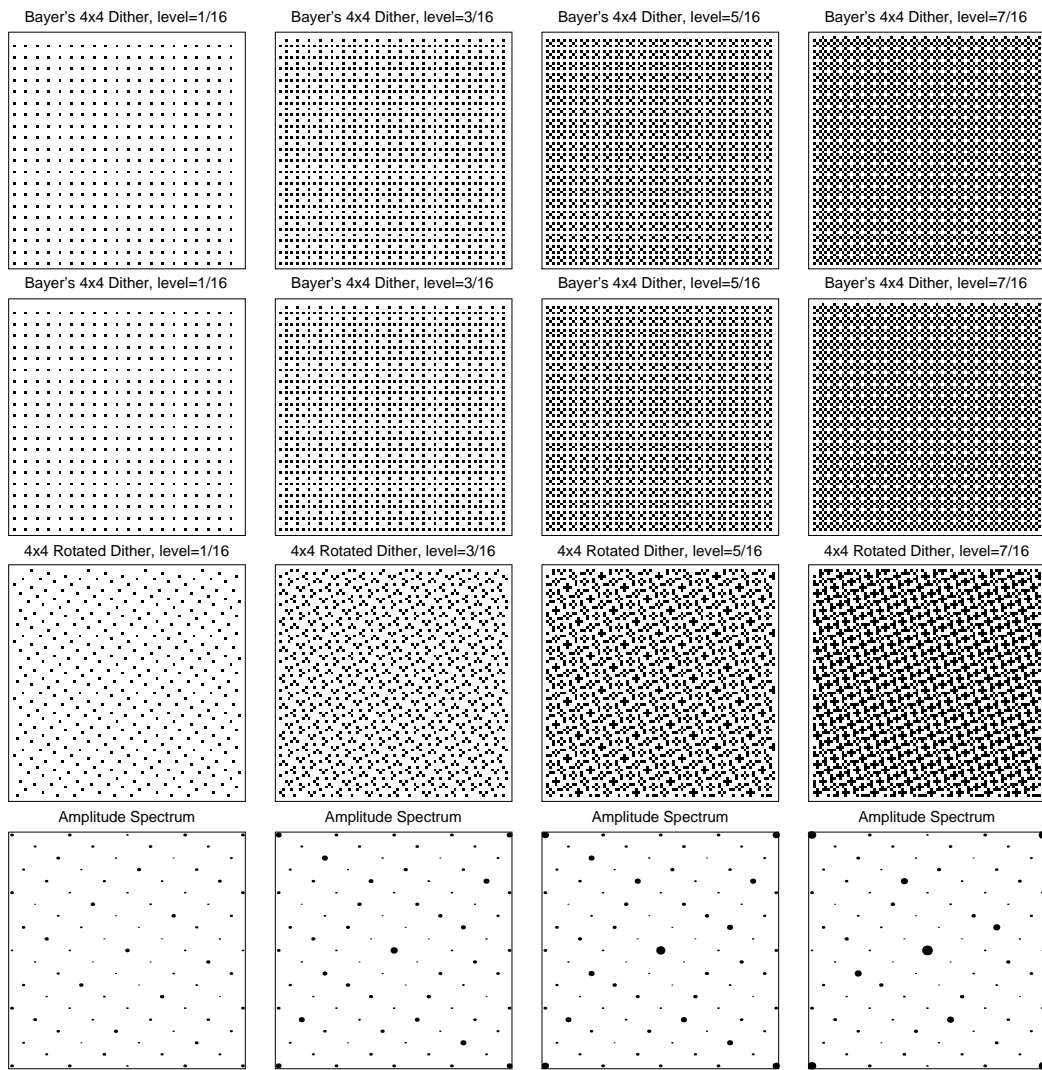 Bayer's 4x4 Dither, level=1/16 Bayer's 4x4 Dither, level=3/16 Bayer's 4x4 Dither, level=5/16 Bayer's 4x4 Dither, level=7/16
Bayer's 4x4 Dither, level=1/16 Bayer's 4x4 Dither, level=3/16 Bayer's 4x4 Dither, level=5/16 Bayer's 4x4 Dither, level=7/16
4x4 Rotated Dither, level=1/16 4x4 Rotated Dither, level=3/16 4x4 Rotated Dither, level=5/16 4x4 Rotated Dither, level=7/16
Amplitude Spectrum Amplitude Spectrum Amplitude Spectrum Amplitude Spectrum